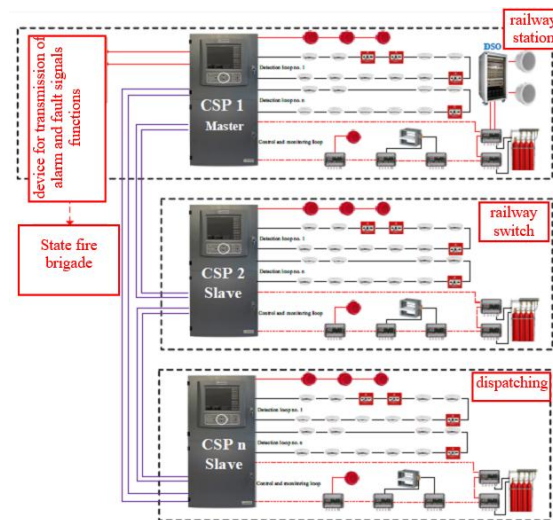 railway
station
DSO
device for transmission of
alarm and fault signals
functions
CSP 1
Master
Detection loop no. 1
Detection loop no. n
Control and monitoring loop
State fire
brigade
railway
switch
CSP 2
Slave
Detection loop no. 1
Detection loop no. n
Control and monitoring loop
dispatching
CSP n
Slave
Detection loop no. 1
Detection loop no. n
Control and monitoring loop